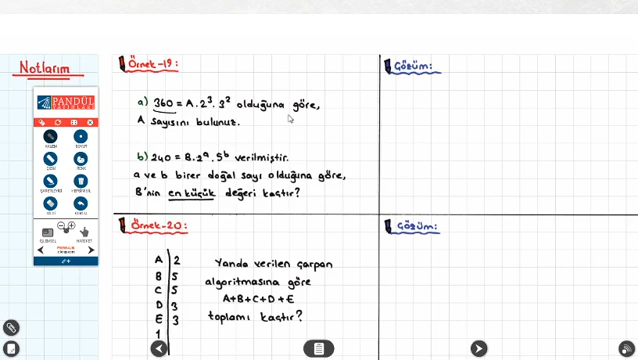 Notlarım
Örnek-19:
Çözüm:
PANDÜL
a) 360 = A . 2³ . 3² olduğuna göre,
A sayısını bulunuz.
b) 240 = B . 2ᵃ . 5ᵇ verilmiştir.
a ve b birer doğal sayı olduğuna göre,
B'nin en küçük değeri kaçtır?
Örnek-20:
Çözüm:
A | 2
B | 5
C | 5
D | 3
E | 3
1
Yanda verilen çarpan
algoritmasına göre
A+B+C+D+E
toplamı kaçtır?